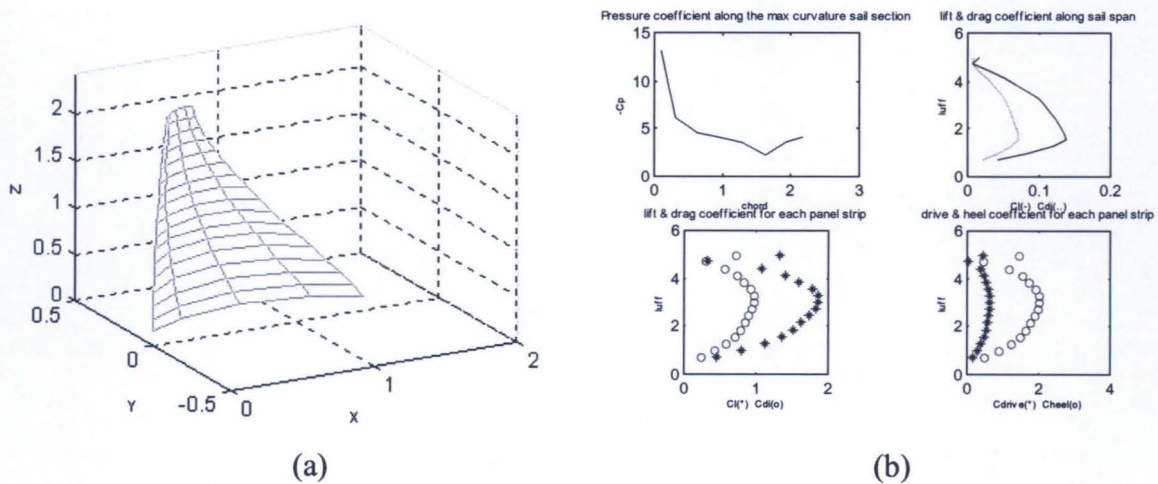 2
1.5
1
0.5
0
Z
0.5
0
-0.5
Y
0
1
2
X
(a)
Pressure coefficient along the max curvature sail section
15
10
5
0
-Cp
0
1
2
3
chord
lift & drag coefficient along sail span
6
4
2
0
luff
0
0.1
0.2
Cl(-) Cdi(..)
lift & drag coefficient for each panel strip
6
4
2
0
luff
0
1
2
Cl(*) Cdi(o)
drive & heel coefficient for each panel strip
6
4
2
0
luff
0
2
4
Cdrive(*) Cheel(o)
(b)